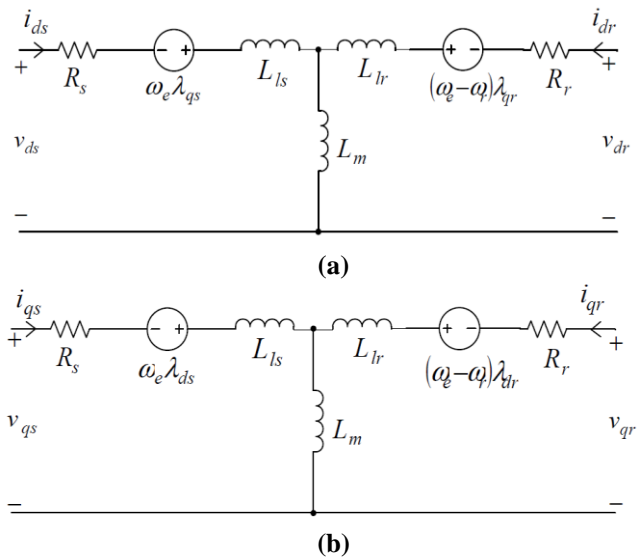 i_ds i_dr
+ − + + − +
R_s ω_e λ_qs L_ls L_lr (ω_e−ω_r)λ_qr R_r
v_ds L_m v_dr
− −
(a)
i_qs i_qr
+ − + + − +
R_s ω_e λ_ds L_ls L_lr (ω_e−ω_r)λ_dr R_r
v_qs L_m v_qr
− −
(b)